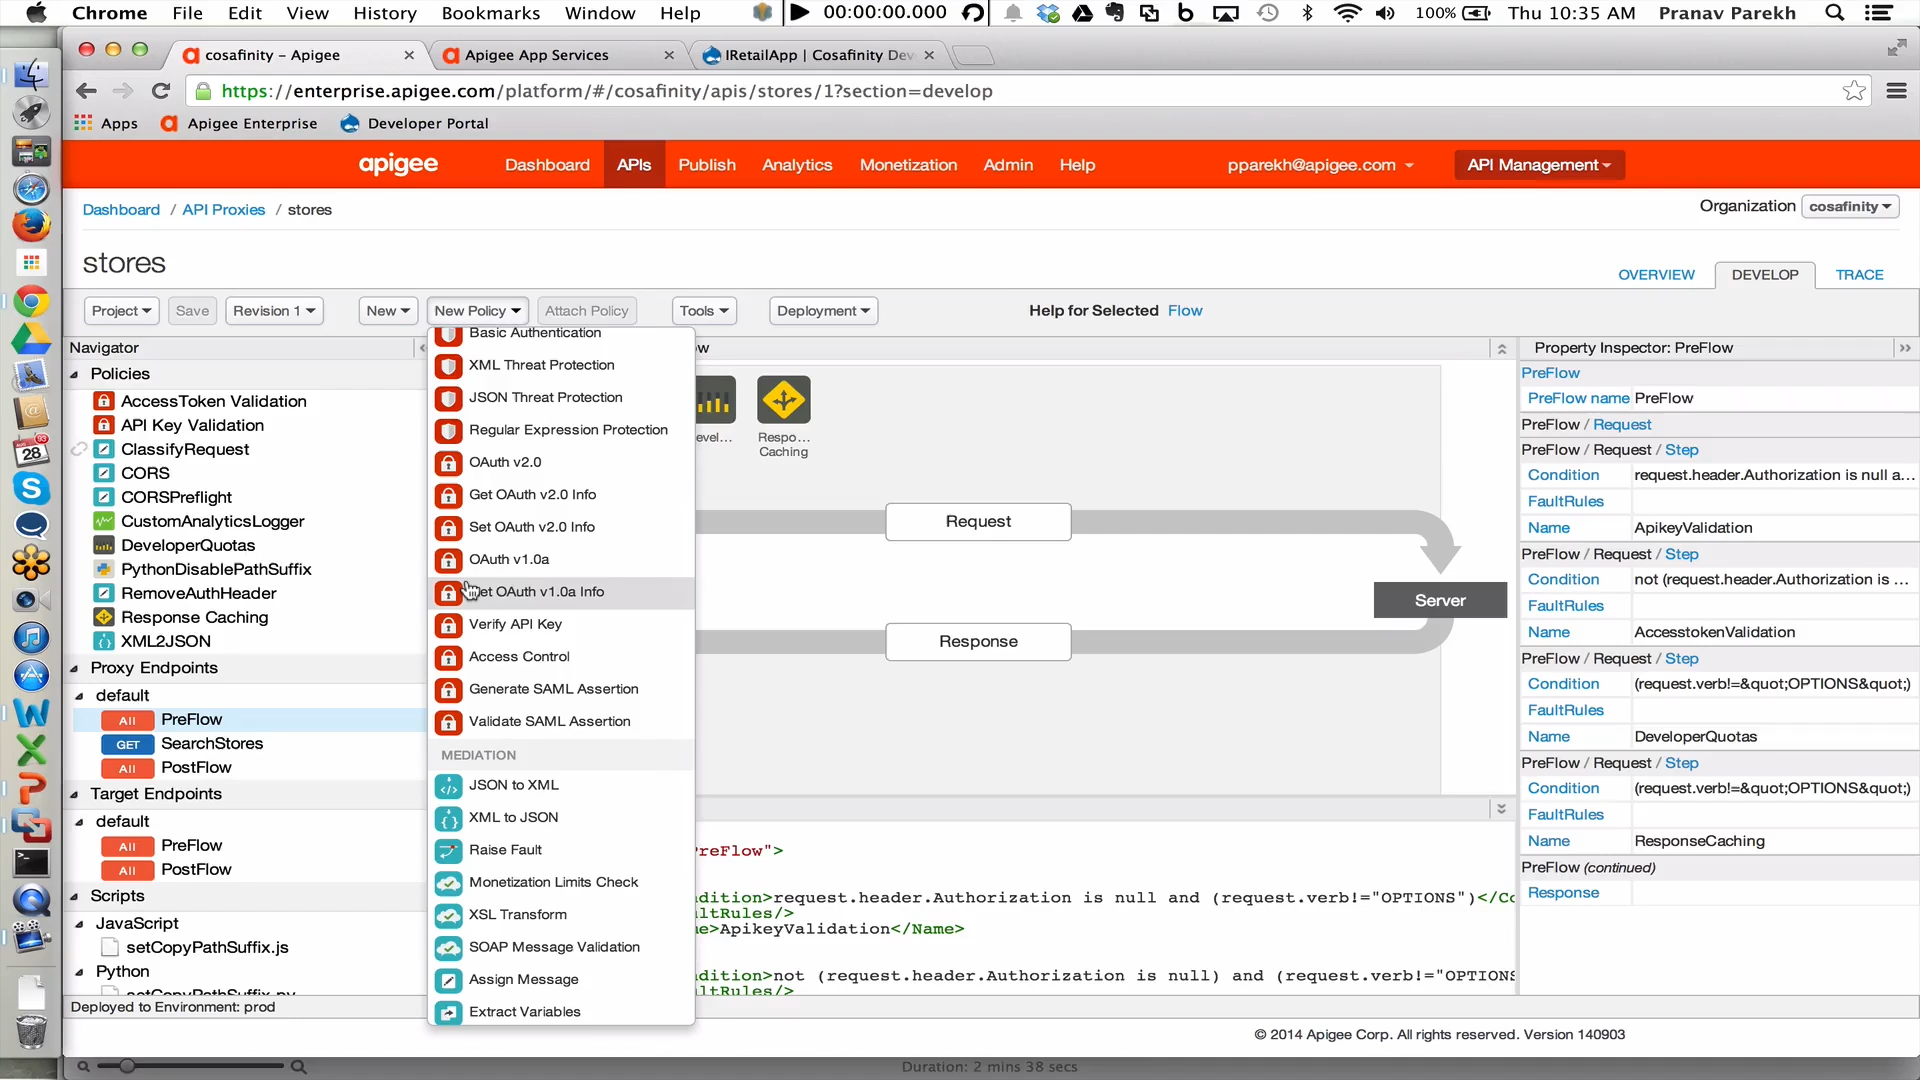 Chrome File Edit View History Bookmarks Window Help 00:00:00.000 100% Thu 10:35 AM Pranav Parekh
cosafinity – Apigee
Apigee App Services
IRetailApp | Cosafinity Dev
https://enterprise.apigee.com/platform/#/cosafinity/apis/stores/1?section=develop
Apps Apigee Enterprise Developer Portal
apigee Dashboard APIs Publish Analytics Monetization Admin Help pparekh@apigee.com API Management
Dashboard / API Proxies / stores
Organization cosafinity
stores
OVERVIEW DEVELOP TRACE
Project Save Revision 1 New New Policy Attach Policy Tools Deployment Help for Selected Flow
Navigator
Policies
AccessToken Validation
API Key Validation
ClassifyRequest
CORS
CORSPreflight
CustomAnalyticsLogger
DeveloperQuotas
PythonDisablePathSuffix
RemoveAuthHeader
Response Caching
XML2JSON
Proxy Endpoints
default
All PreFlow
GET SearchStores
All PostFlow
Target Endpoints
default
All PreFlow
All PostFlow
Scripts
JavaScript
setCopyPathSuffix.js
Python
setCopyPathSuffix.py
Deployed to Environment: prod
Basic Authentication
XML Threat Protection
JSON Threat Protection
Regular Expression Protection
OAuth v2.0
Get OAuth v2.0 Info
Set OAuth v2.0 Info
OAuth v1.0a
et OAuth v1.0a Info
Verify API Key
Access Control
Generate SAML Assertion
Validate SAML Assertion
MEDIATION
JSON to XML
XML to JSON
Raise Fault
Monetization Limits Check
XSL Transform
SOAP Message Validation
Assign Message
Extract Variables
ow
evel...
Respo...
Caching
Request
Server
Response
reFlow">
dition>request.header.Authorization is null and (request.verb!="OPTIONS")</Co
ltRules/>
me>ApikeyValidation</Name>
dition>not (request.header.Authorization is null) and (request.verb!="OPTIONS
ltRules/>
Property Inspector: PreFlow
PreFlow
PreFlow name PreFlow
PreFlow / Request
PreFlow / Request / Step
Condition request.header.Authorization is null a...
FaultRules
Name ApikeyValidation
PreFlow / Request / Step
Condition not (request.header.Authorization is ...
FaultRules
Name AccesstokenValidation
PreFlow / Request / Step
Condition (request.verb!=&quot;OPTIONS&quot;)
FaultRules
Name DeveloperQuotas
PreFlow / Request / Step
Condition (request.verb!=&quot;OPTIONS&quot;)
FaultRules
Name ResponseCaching
PreFlow (continued)
Response
© 2014 Apigee Corp. All rights reserved. Version 140903
Duration: 2 mins 38 secs